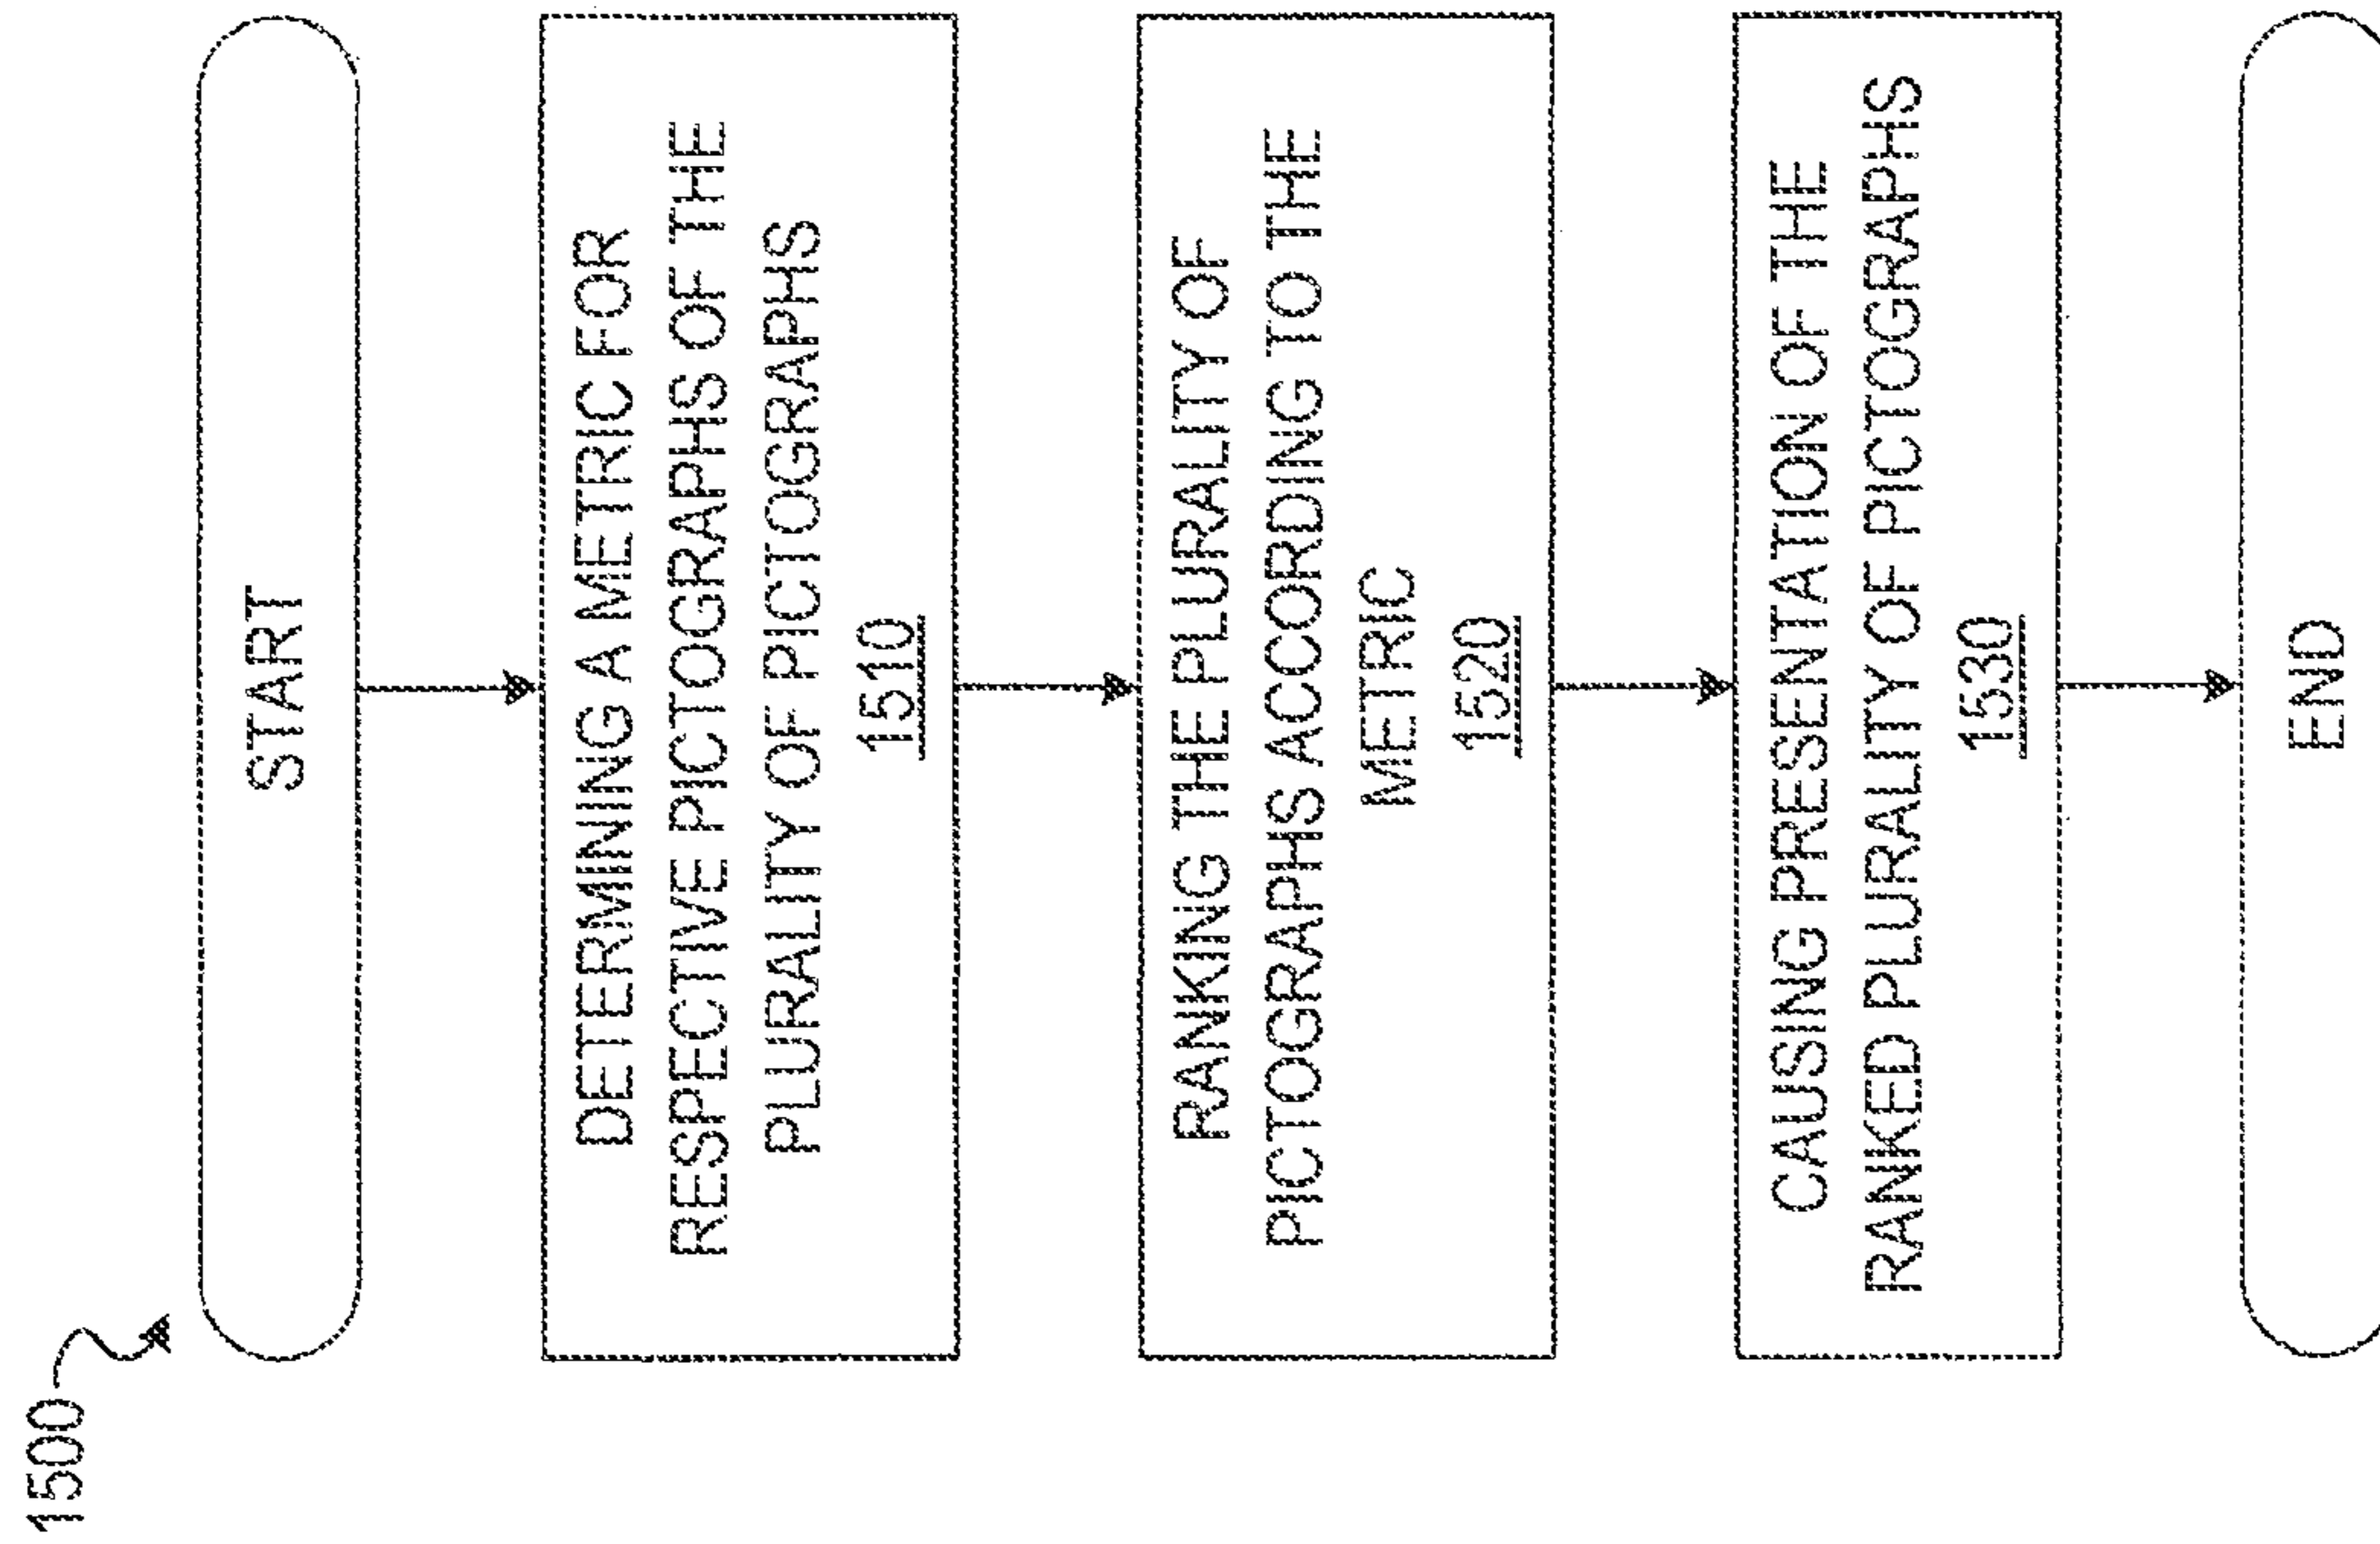 1500
START
DETERMINING A METRIC FOR
RESPECTIVE PICTOGRAPHS OF THE
PLURALITY OF PICTOGRAPHS
1510
RANKING THE PLURALITY OF
PICTOGRAPHS ACCORDING TO THE
METRIC
1520
CAUSING PRESENTATION OF THE
RANKED PLURALITY OF PICTOGRAPHS
1530
END